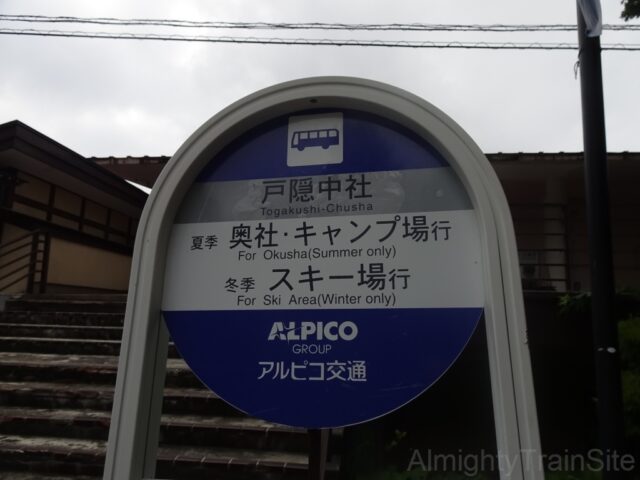 戸隠中社
Togakushi-Chusha
夏季 奥社・キャンプ場行
For Okusha(Summer only)
冬季 スキー場行
For Ski Area(Winter only)
ALPICO
GROUP
アルピコ交通
AlmightyTrainSite